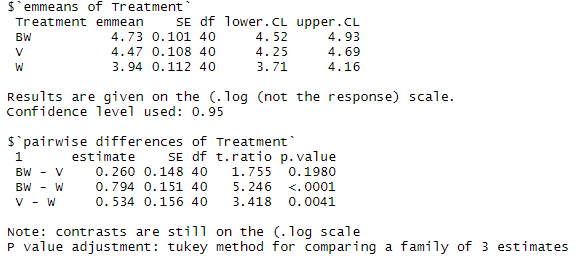 $`emmeans of Treatment`
Treatment emmean SE df lower.CL upper.CL
BW 4.73 0.101 40 4.52 4.93
V 4.47 0.108 40 4.25 4.69
W 3.94 0.112 40 3.71 4.16
Results are given on the (.log (not the response) scale.
Confidence level used: 0.95
$`pairwise differences of Treatment`
1 estimate SE df t.ratio p.value
BW - V 0.260 0.148 40 1.755 0.1980
BW - W 0.794 0.151 40 5.246 <.0001
V - W 0.534 0.156 40 3.418 0.0041
Note: contrasts are still on the (.log scale
P value adjustment: tukey method for comparing a family of 3 estimates